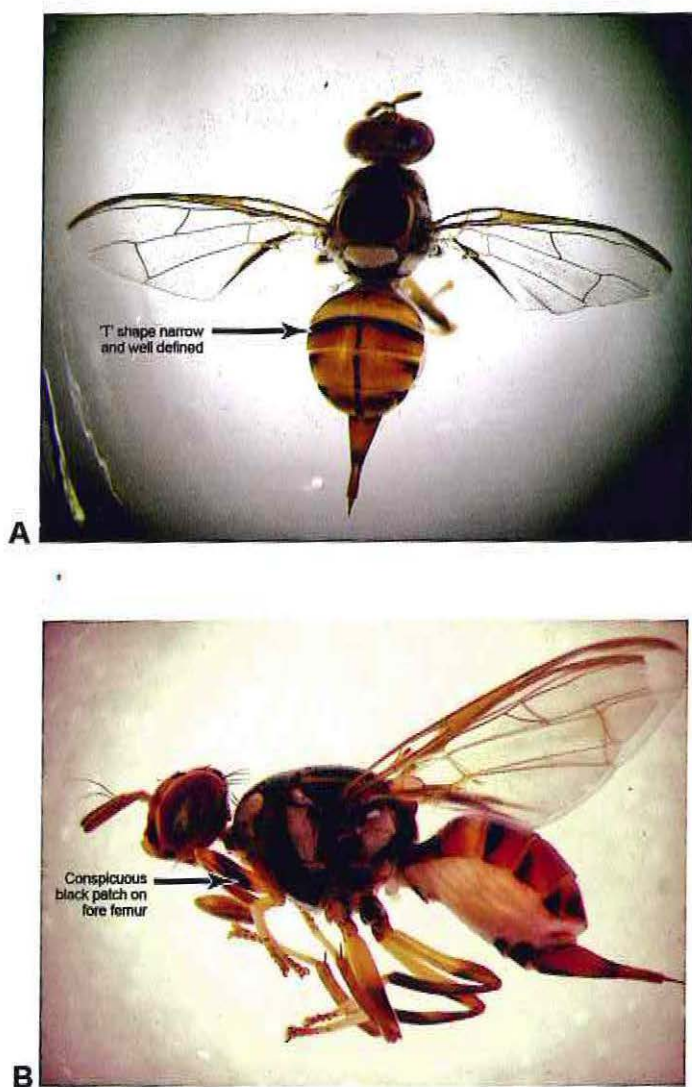 'T' shape narrow
and well defined
A
Conspicuous
black patch on
fore femur
B